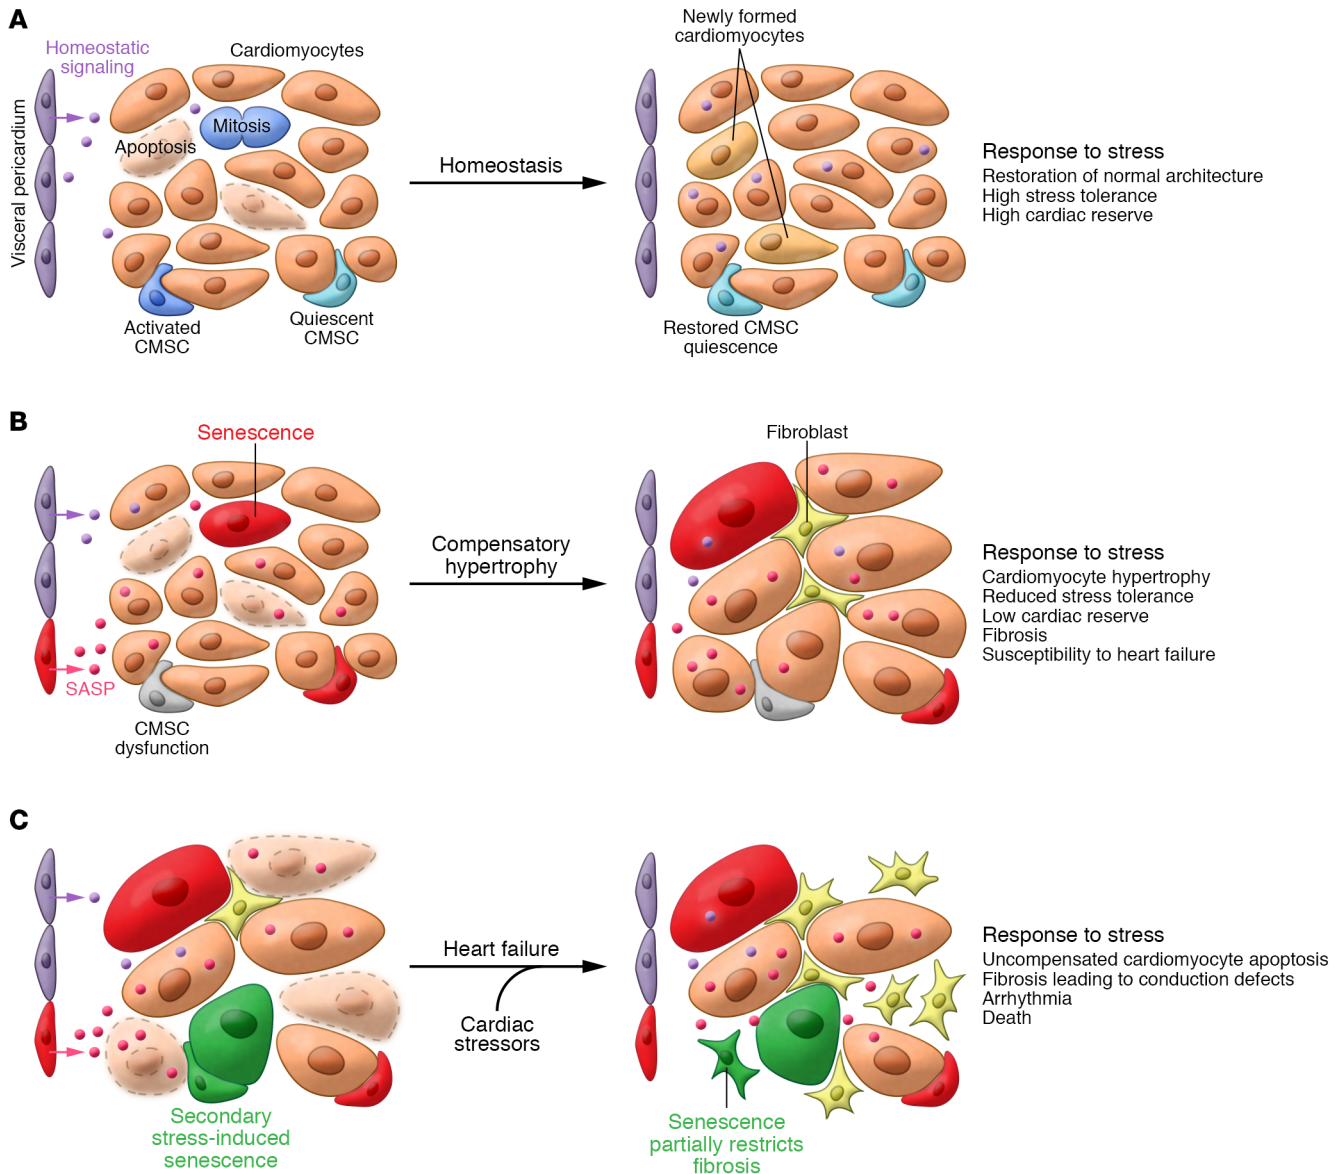 A
Homeostatic
signaling
Cardiomyocytes
Visceral pericardium
Mitosis
Apoptosis
Activated
CMSC
Quiescent
CMSC
Homeostasis
Newly formed
cardiomyocytes
Restored CMSC
quiescence
Response to stress
Restoration of normal architecture
High stress tolerance
High cardiac reserve
B
Senescence
SASP
CMSC
dysfunction
Compensatory
hypertrophy
Fibroblast
Response to stress
Cardiomyocyte hypertrophy
Reduced stress tolerance
Low cardiac reserve
Fibrosis
Susceptibility to heart failure
C
Secondary
stress-induced
senescence
Heart failure
Cardiac
stressors
Senescence
partially restricts
fibrosis
Response to stress
Uncompensated cardiomyocyte apoptosis
Fibrosis leading to conduction defects
Arrhythmia
Death